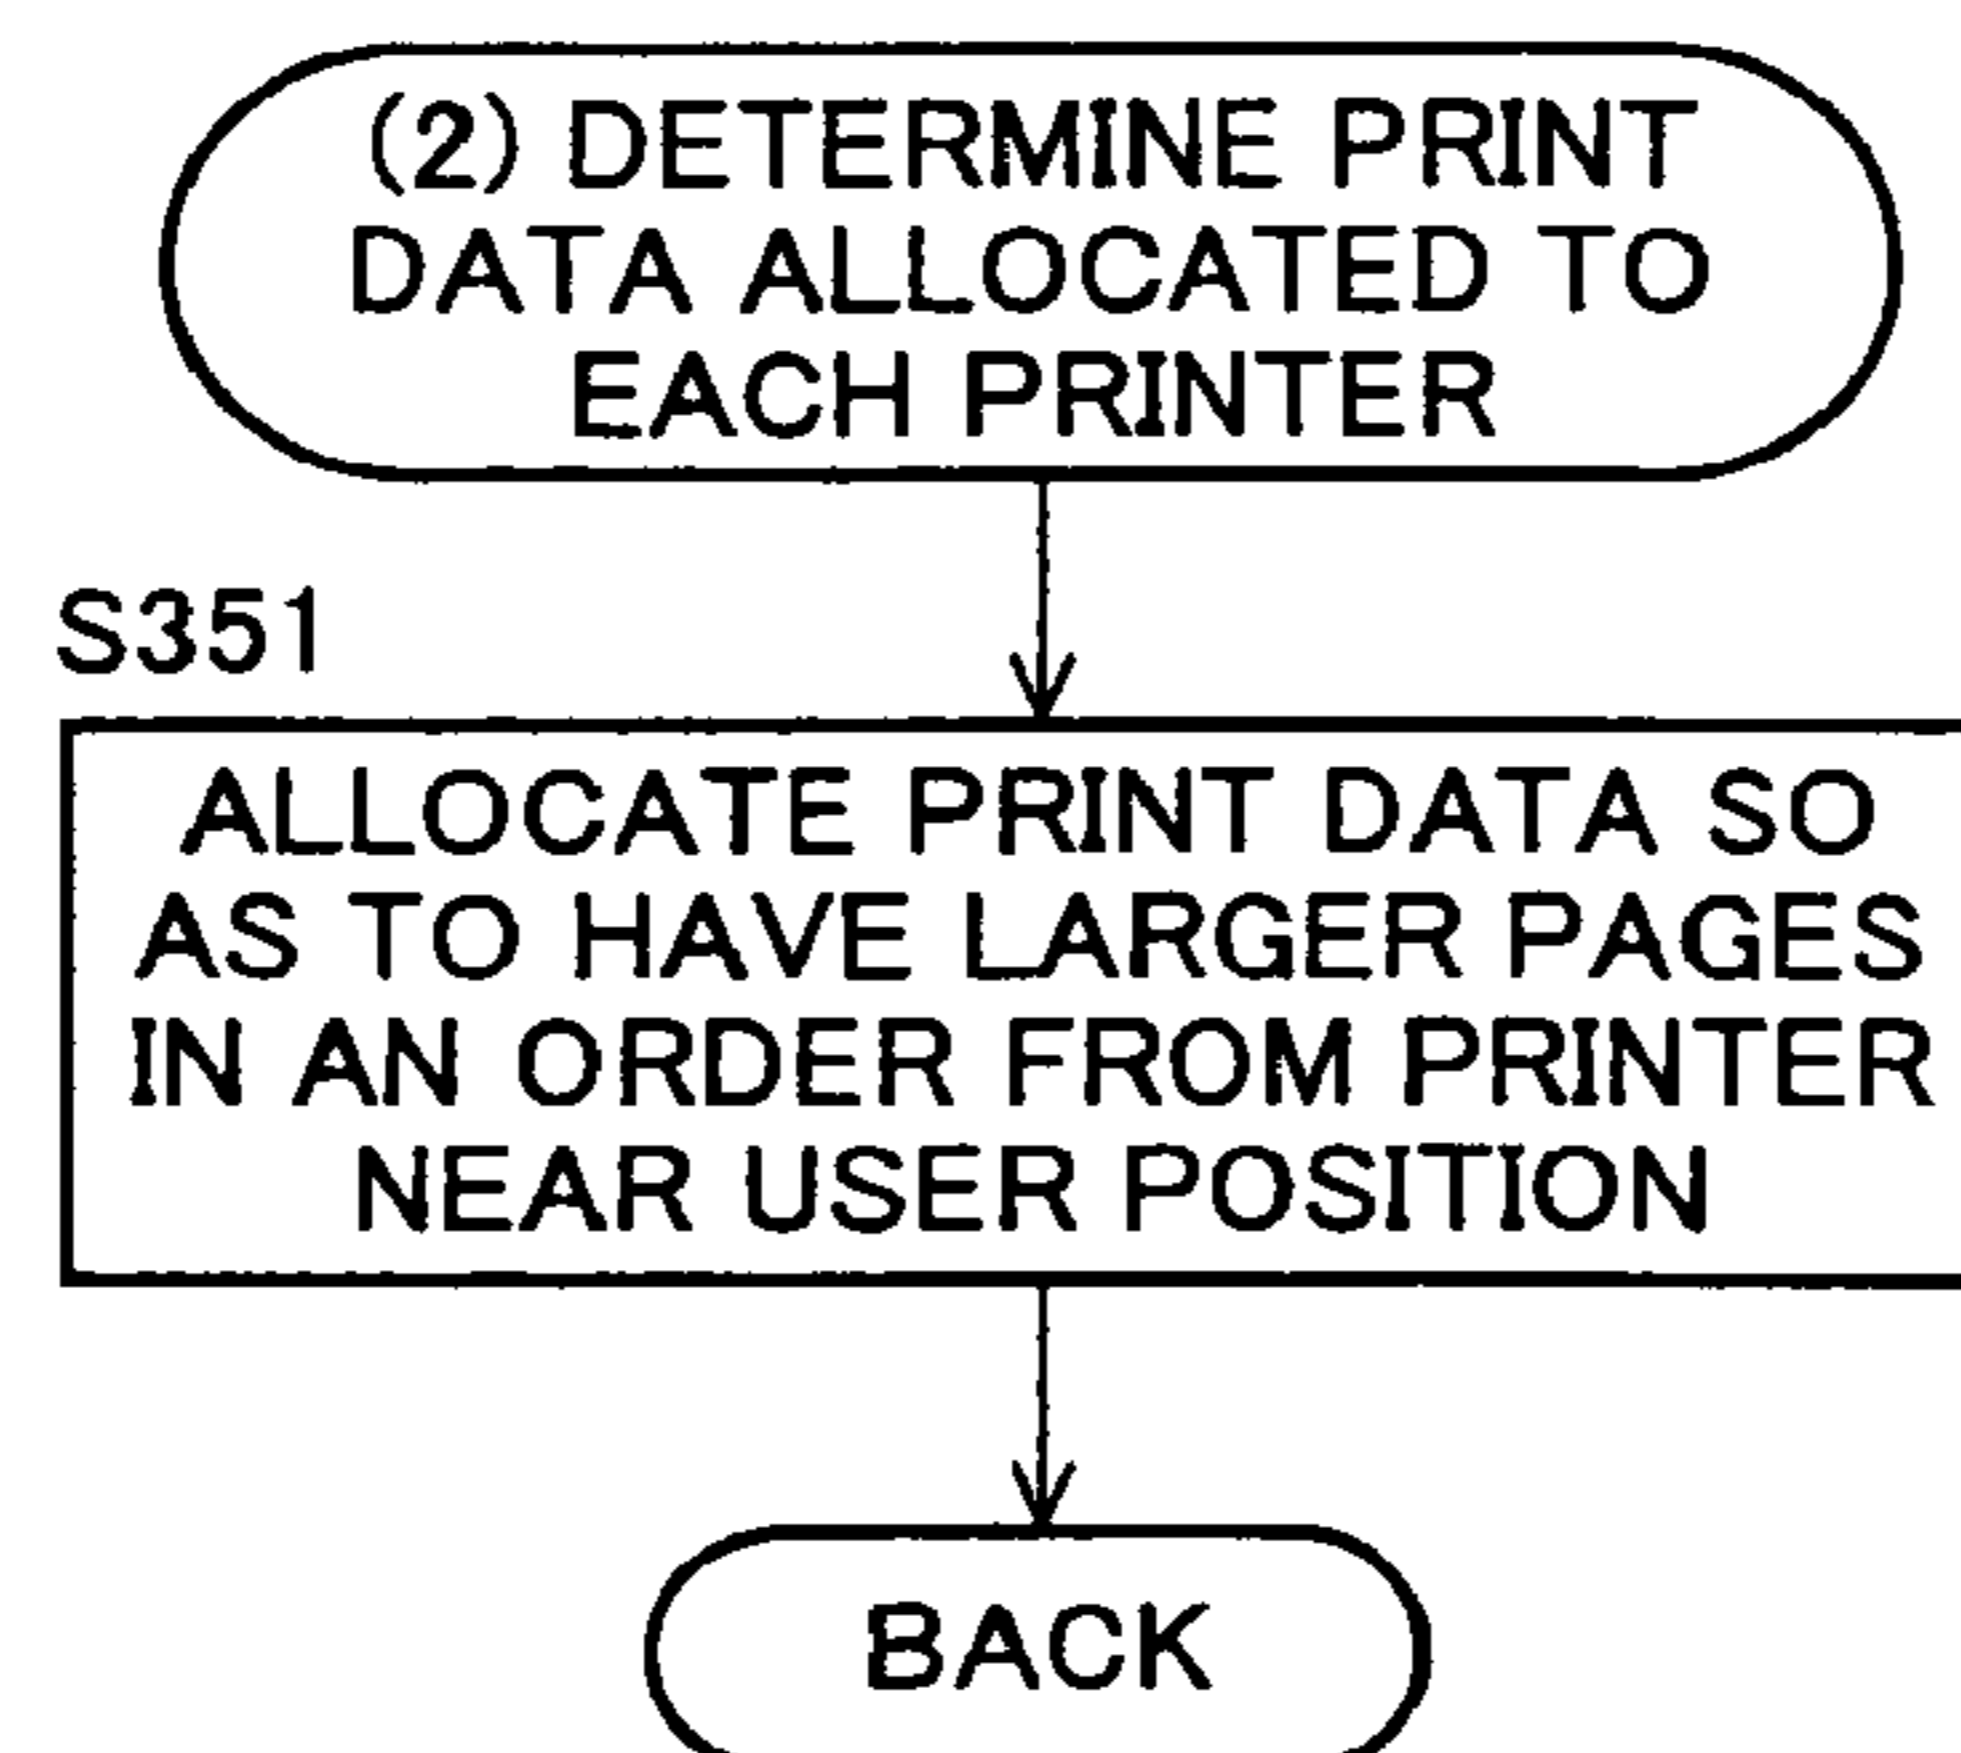 (2) DETERMINE PRINT
DATA ALLOCATED TO
EACH PRINTER
S351
ALLOCATE PRINT DATA SO
AS TO HAVE LARGER PAGES
IN AN ORDER FROM PRINTER
NEAR USER POSITION
BACK